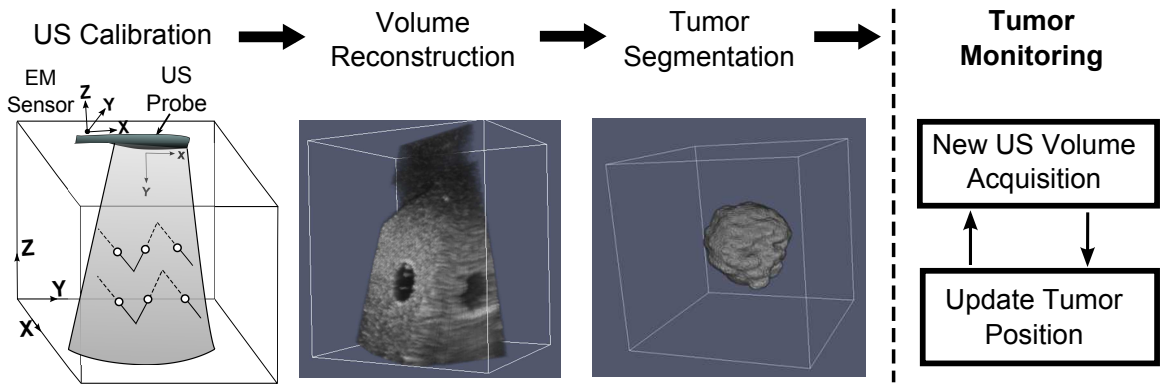 US Calibration
Volume
Reconstruction
Tumor
Segmentation
Tumor
Monitoring
EM
Sensor
US
Probe
Z
Y
X
x
Y
Z
Y
X
New US Volume
Acquisition
Update Tumor
Position